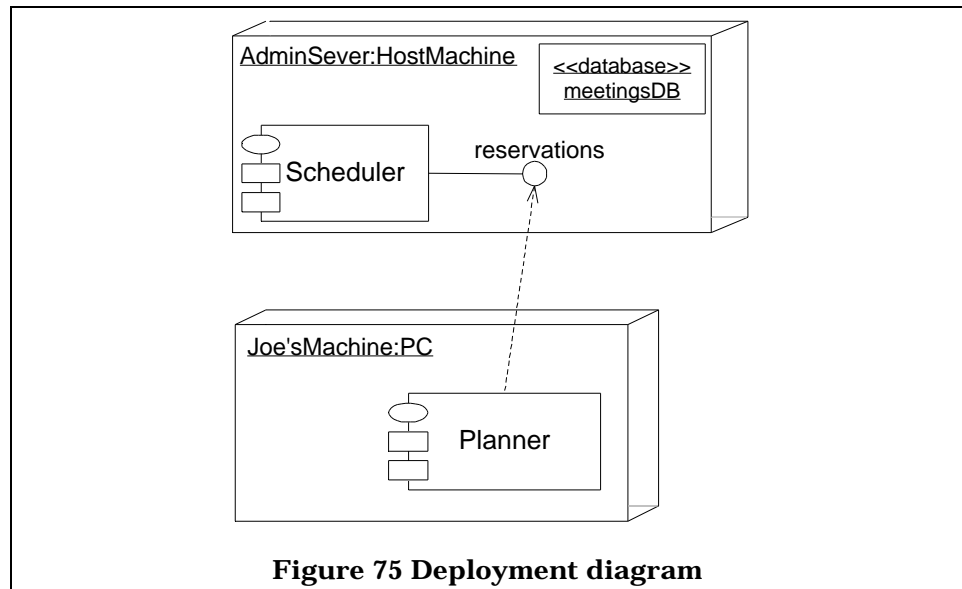 AdminSever:HostMachine
<<database>>
meetingsDB
reservations
Scheduler
Joe'sMachine:PC
Planner
Figure 75 Deployment diagram